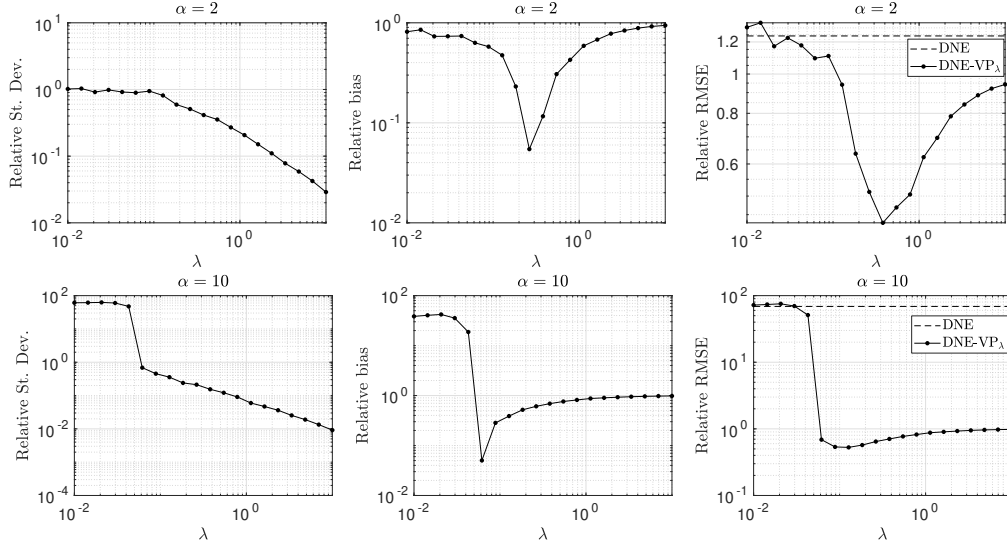 α = 2
Relative St. Dev.
10^1
10^0
10^-1
10^-2
10^-2
10^0
λ
α = 2
Relative bias
10^0
10^-1
10^-2
10^-2
10^0
λ
α = 2
Relative RMSE
1.2
1
0.8
0.6
DNE
DNE-VP_λ
10^-2
10^0
λ
α = 10
Relative St. Dev.
10^2
10^0
10^-2
10^-4
10^-2
10^0
λ
α = 10
Relative bias
10^2
10^0
10^-2
10^-2
10^0
λ
α = 10
Relative RMSE
10^2
10^1
10^0
10^-1
DNE
DNE-VP_λ
10^-2
10^0
λ